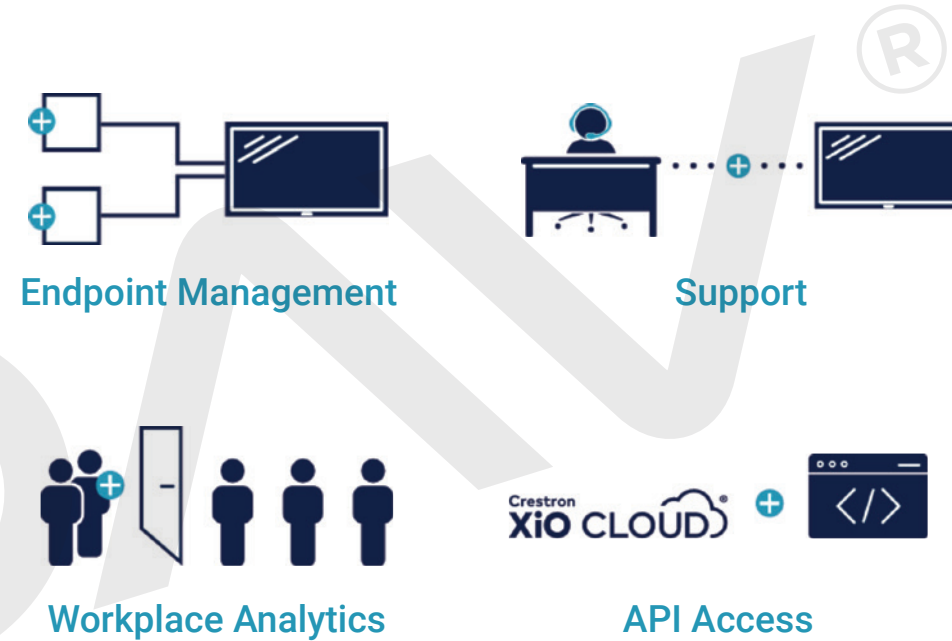 ®
Endpoint Management
Support
Crestron
XiO CLOUD®
</>
Workplace Analytics
API Access